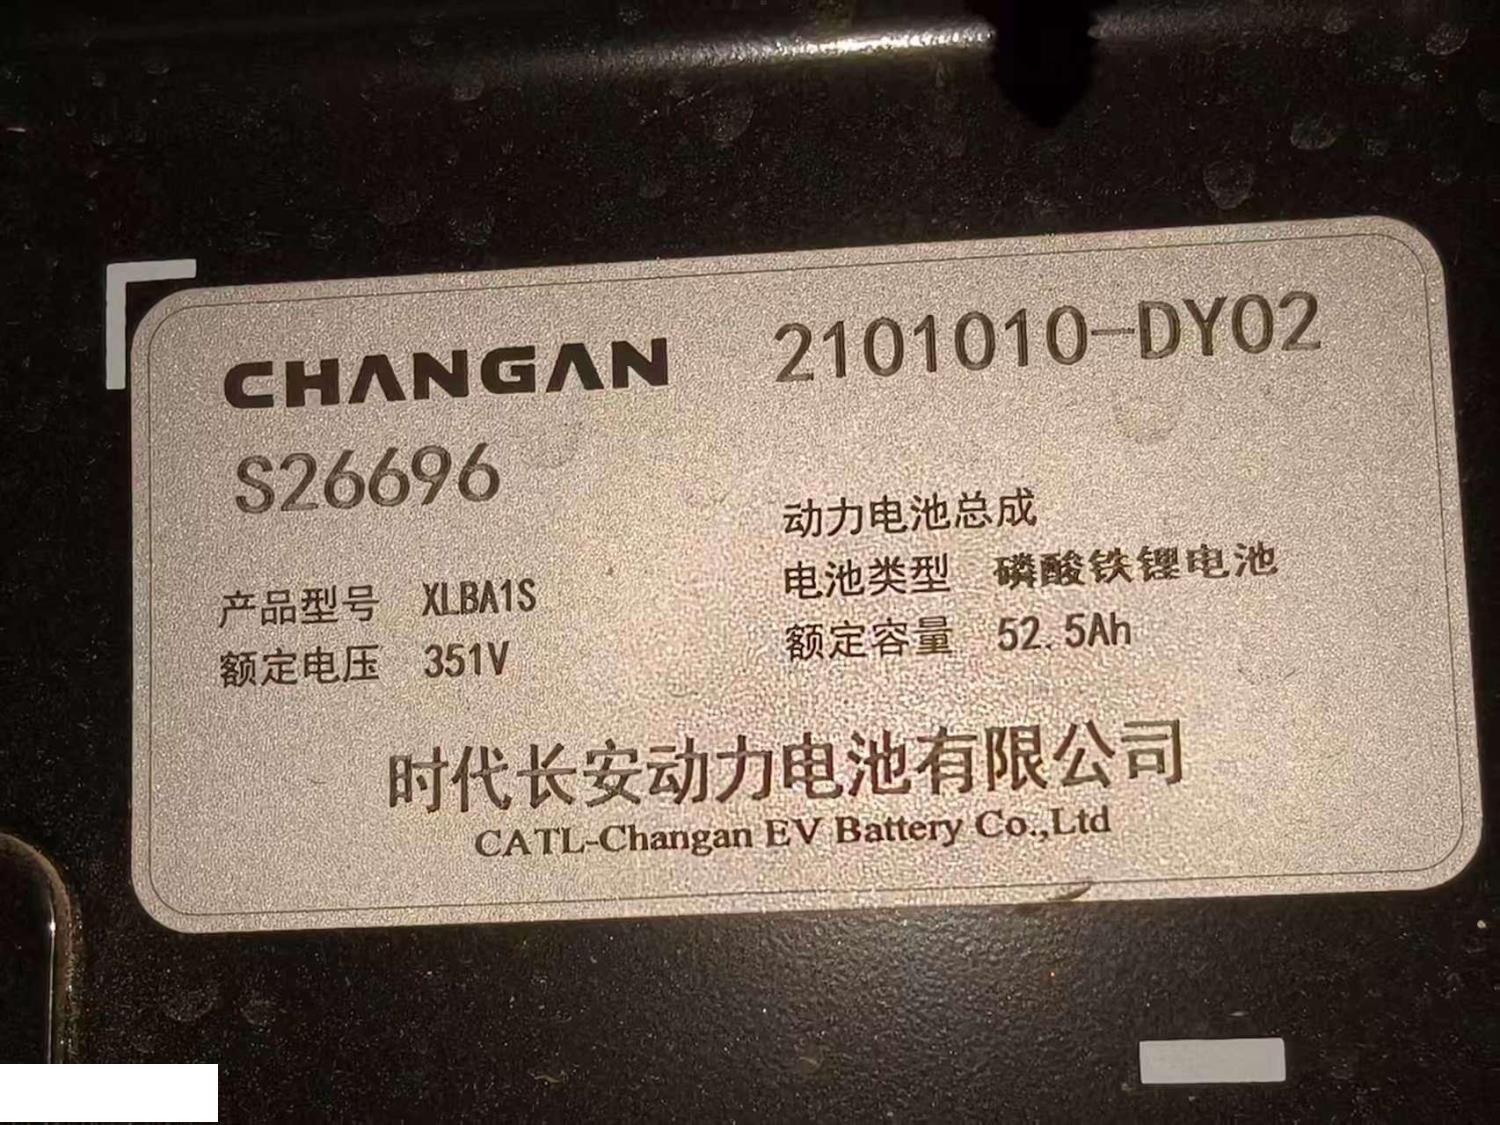 CHANGAN 2101010-DY02
S26696
动力电池总成
产品型号 XLBA1S 电池类型 磷酸铁锂电池
额定电压 351V 额定容量 52.5Ah
时代长安动力电池有限公司
CATL-Changan EV Battery Co.,Ltd